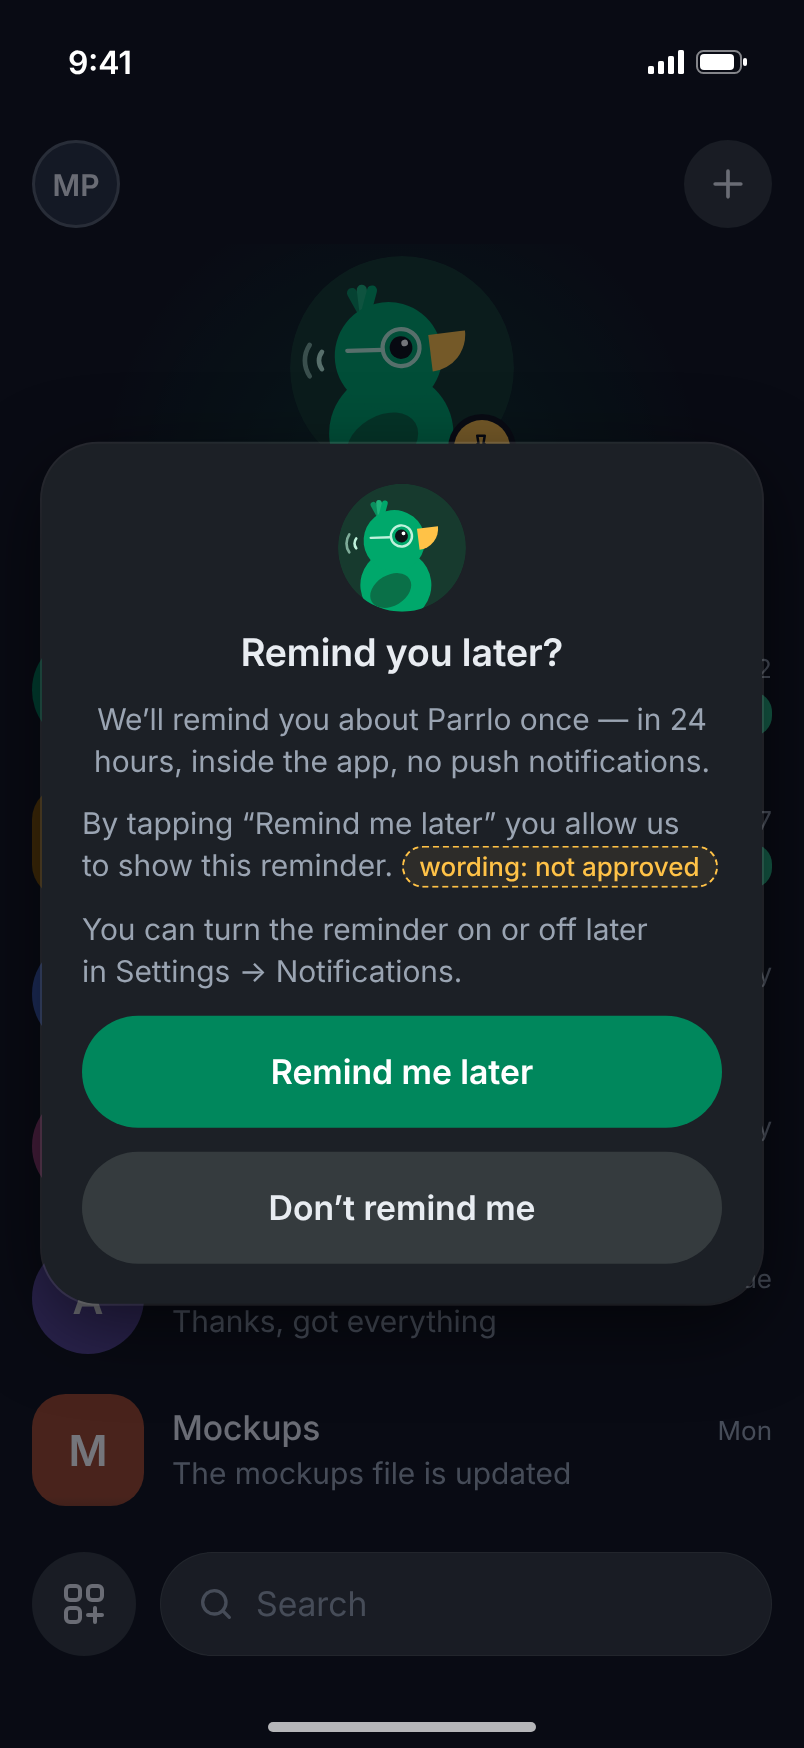 9:41
MP
Remind you later?
We’ll remind you about Parrlo once — in 24
hours, inside the app, no push notifications.
By tapping “Remind me later” you allow us
to show this reminder. wording: not approved
You can turn the reminder on or off later
in Settings → Notifications.
Remind me later
Don’t remind me
Thanks, got everything
M
Mockups
Mon
The mockups file is updated
Search